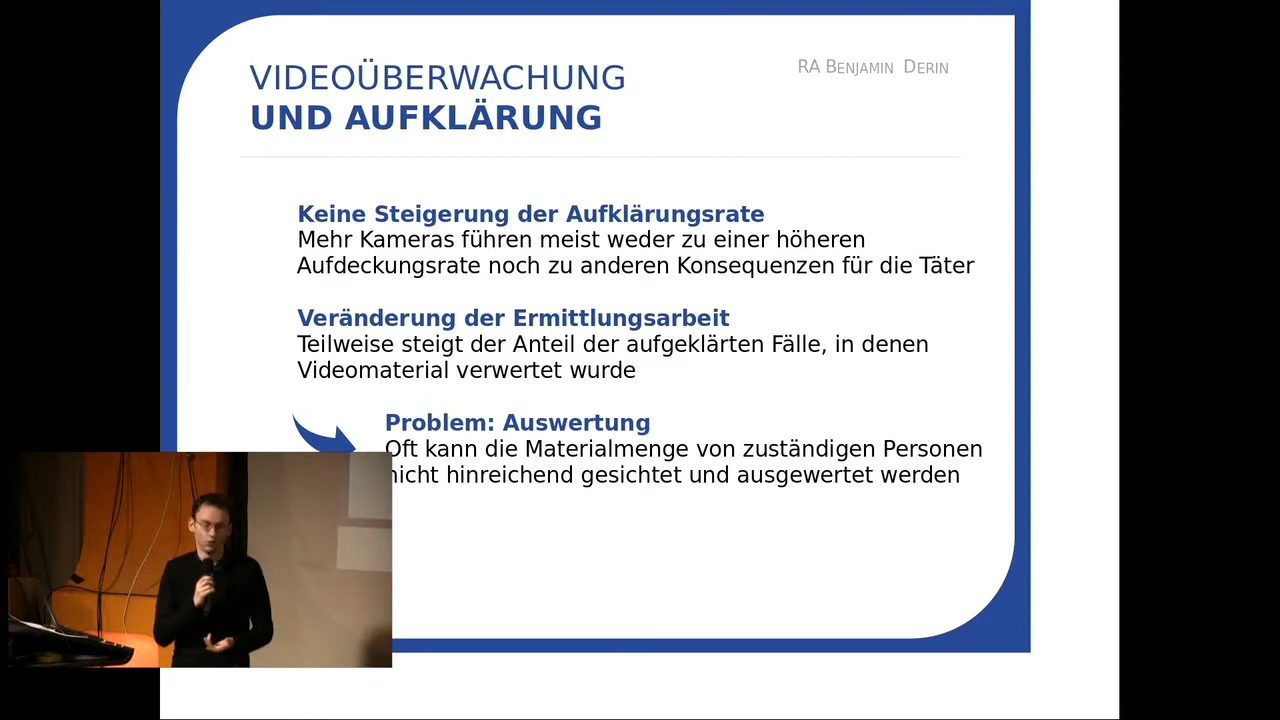 VIDEOÜBERWACHUNG
UND AUFKLÄRUNG
RA BENJAMIN DERIN
Keine Steigerung der Aufklärungsrate
Mehr Kameras führen meist weder zu einer höheren
Aufdeckungsrate noch zu anderen Konsequenzen für die Täter
Veränderung der Ermittlungsarbeit
Teilweise steigt der Anteil der aufgeklärten Fälle, in denen
Videomaterial verwertet wurde
Problem: Auswertung
Oft kann die Materialmenge von zuständigen Personen
nicht hinreichend gesichtet und ausgewertet werden